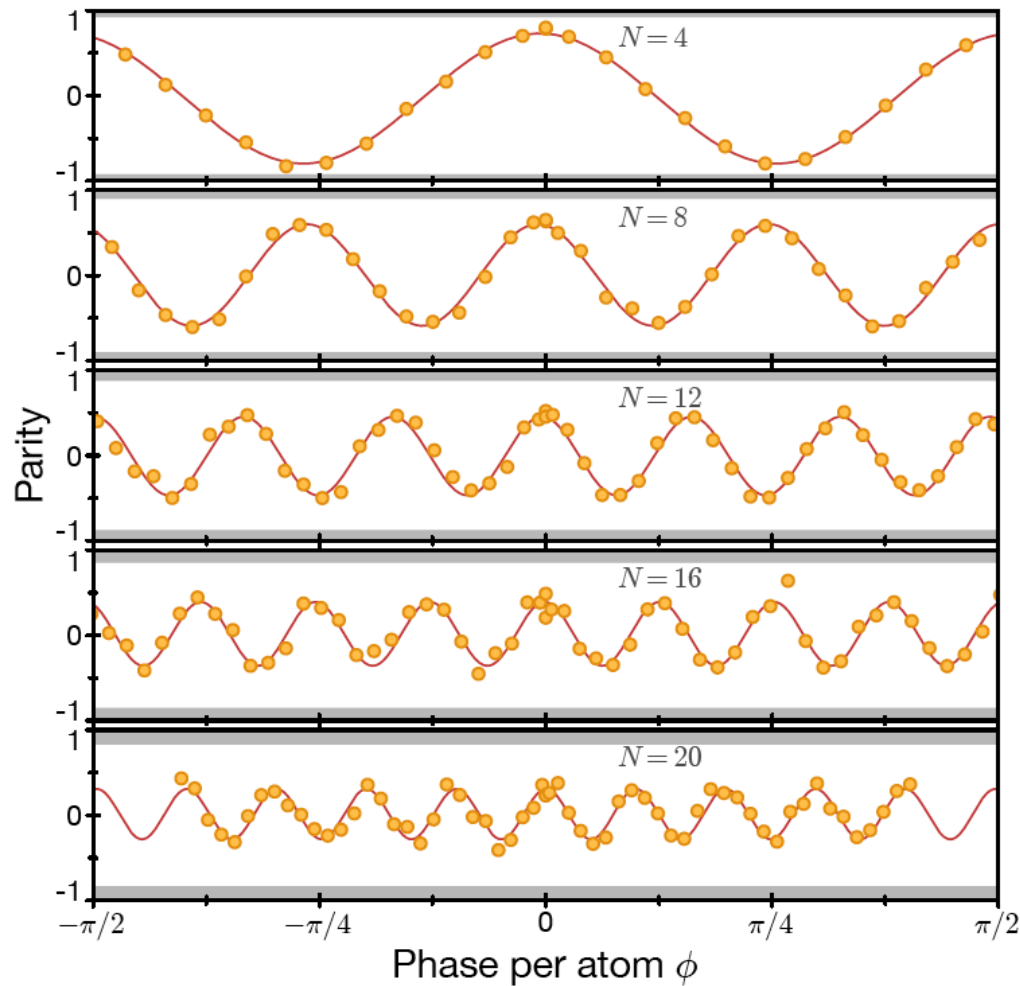 1
N = 4
0
-1
1
N = 8
0
-1
1
N = 12
0
-1
1
N = 16
0
-1
1
N = 20
0
-1
Parity
−π/2
−π/4
0
π/4
π/2
Phase per atom ϕ